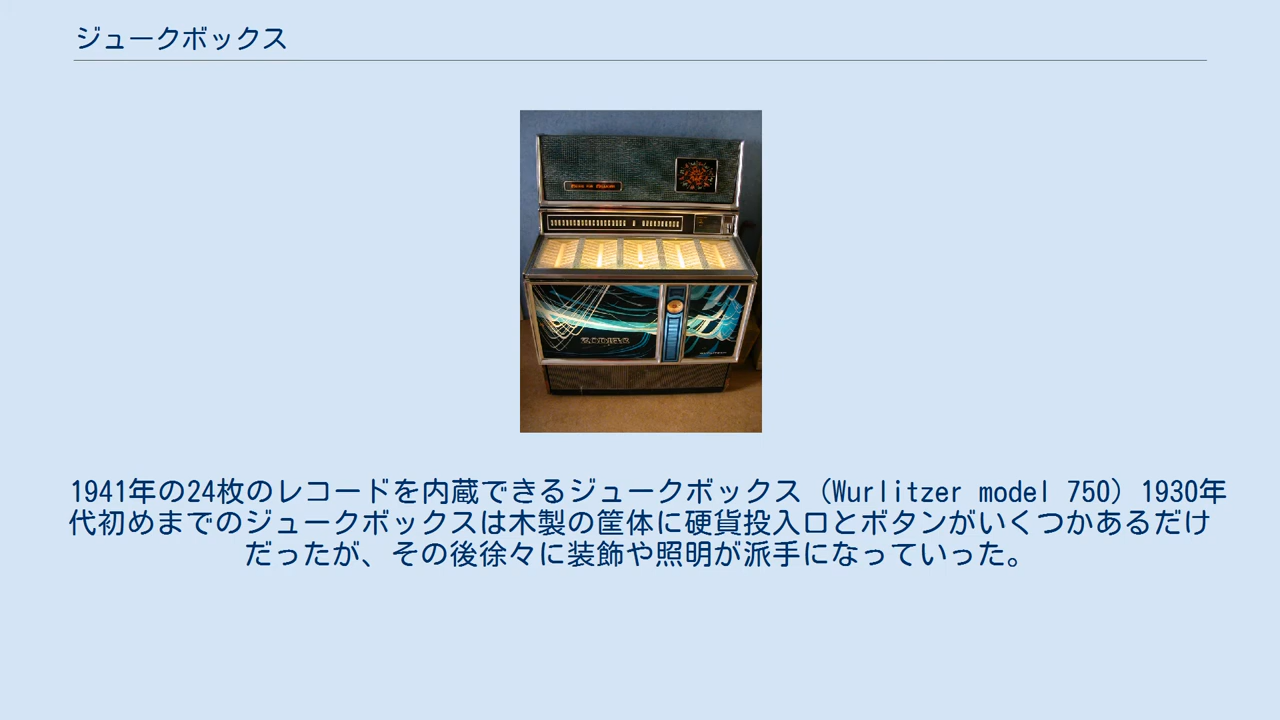 ジュークボックス
1941年の24枚のレコードを内蔵できるジュークボックス（Wurlitzer model 750）1930年
代初めまでのジュークボックスは木製の筐体に硬貨投入口とボタンがいくつかあるだけ
だったが、その後徐々に装飾や照明が派手になっていった。